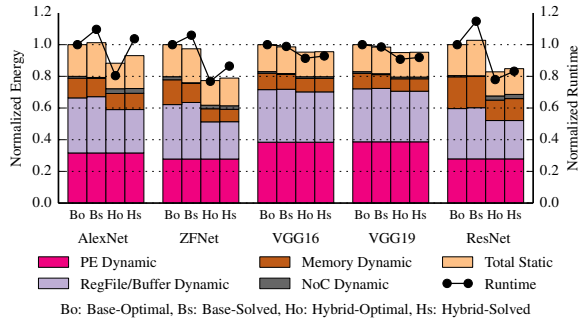 1.2 1.2
1.0 1.0
0.8 0.8
0.6 0.6
0.4 0.4
0.2 0.2
0.0 0.0
Normalized Energy
Normalized Runtime
Bo Bs Ho Hs Bo Bs Ho Hs Bo Bs Ho Hs Bo Bs Ho Hs Bo Bs Ho Hs
AlexNet ZFNet VGG16 VGG19 ResNet
PE Dynamic Memory Dynamic Total Static
RegFile/Buffer Dynamic NoC Dynamic Runtime
Bo: Base-Optimal, Bs: Base-Solved, Ho: Hybrid-Optimal, Hs: Hybrid-Solved